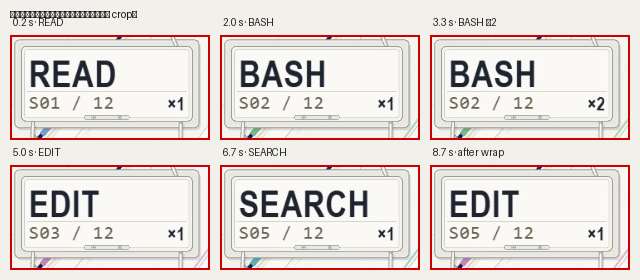 crop
0.2 s · READ
2.0 s · BASH
3.3 s · BASH 2
READ
S01 / 12 ×1
BASH
S02 / 12 ×1
BASH
S02 / 12 ×2
5.0 s · EDIT
6.7 s · SEARCH
8.7 s · after wrap
EDIT
S03 / 12 ×1
SEARCH
S05 / 12 ×1
EDIT
S05 / 12 ×1